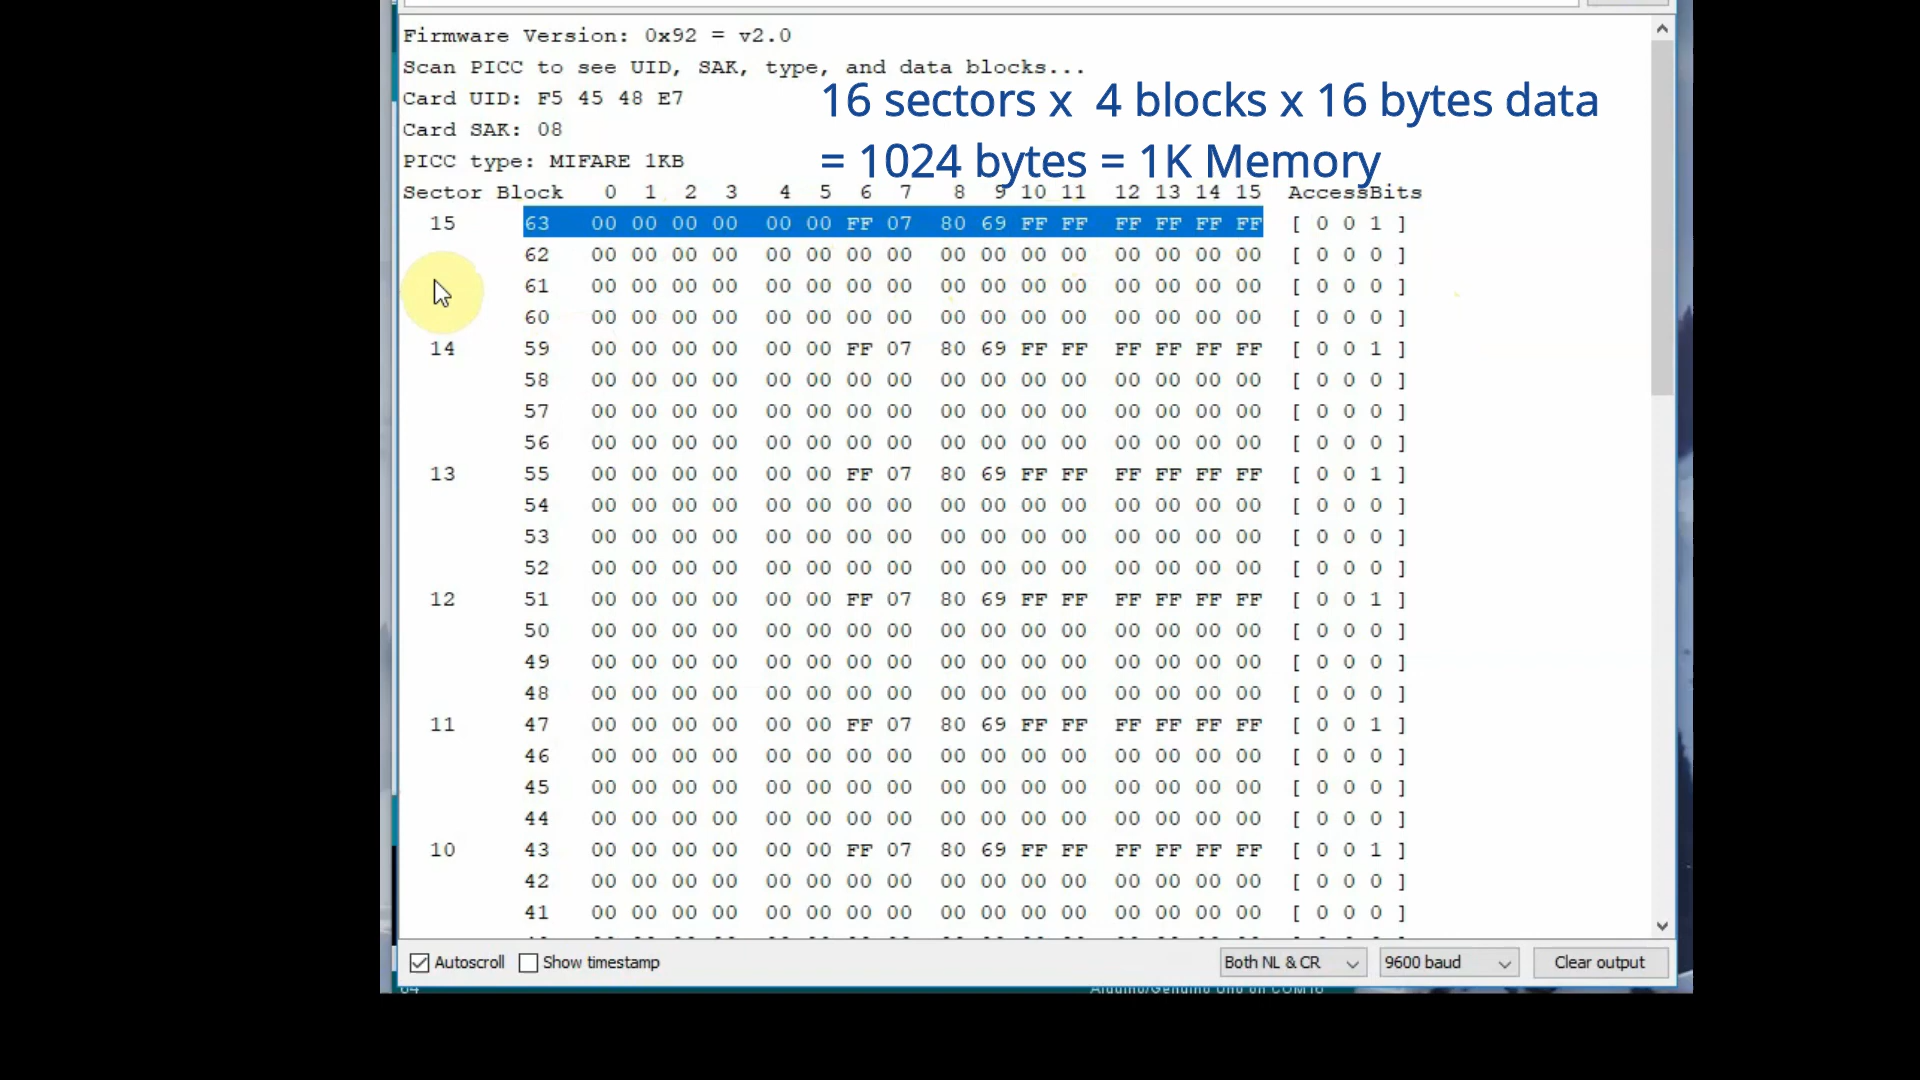 Firmware Version: 0x92 = v2.0
Scan PICC to see UID, SAK, type, and data blocks...
Card UID: F5 45 48 E7
16 sectors x 4 blocks x 16 bytes data
Card SAK: 08
PICC type: MIFARE 1KB
= 1024 bytes = 1K Memory
Sector Block 0 1 2 3 4 5 6 7 8 9 10 11 12 13 14 15 AccessBits
15 63 00 00 00 00 00 00 FF 07 80 69 FF FF FF FF FF FF [ 0 0 1 ]
62 00 00 00 00 00 00 00 00 00 00 00 00 00 00 00 00 [ 0 0 0 ]
61 00 00 00 00 00 00 00 00 00 00 00 00 00 00 00 00 [ 0 0 0 ]
60 00 00 00 00 00 00 00 00 00 00 00 00 00 00 00 00 [ 0 0 0 ]
14 59 00 00 00 00 00 00 FF 07 80 69 FF FF FF FF FF FF [ 0 0 1 ]
58 00 00 00 00 00 00 00 00 00 00 00 00 00 00 00 00 [ 0 0 0 ]
57 00 00 00 00 00 00 00 00 00 00 00 00 00 00 00 00 [ 0 0 0 ]
56 00 00 00 00 00 00 00 00 00 00 00 00 00 00 00 00 [ 0 0 0 ]
13 55 00 00 00 00 00 00 FF 07 80 69 FF FF FF FF FF FF [ 0 0 1 ]
54 00 00 00 00 00 00 00 00 00 00 00 00 00 00 00 00 [ 0 0 0 ]
53 00 00 00 00 00 00 00 00 00 00 00 00 00 00 00 00 [ 0 0 0 ]
52 00 00 00 00 00 00 00 00 00 00 00 00 00 00 00 00 [ 0 0 0 ]
12 51 00 00 00 00 00 00 FF 07 80 69 FF FF FF FF FF FF [ 0 0 1 ]
50 00 00 00 00 00 00 00 00 00 00 00 00 00 00 00 00 [ 0 0 0 ]
49 00 00 00 00 00 00 00 00 00 00 00 00 00 00 00 00 [ 0 0 0 ]
48 00 00 00 00 00 00 00 00 00 00 00 00 00 00 00 00 [ 0 0 0 ]
11 47 00 00 00 00 00 00 FF 07 80 69 FF FF FF FF FF FF [ 0 0 1 ]
46 00 00 00 00 00 00 00 00 00 00 00 00 00 00 00 00 [ 0 0 0 ]
45 00 00 00 00 00 00 00 00 00 00 00 00 00 00 00 00 [ 0 0 0 ]
44 00 00 00 00 00 00 00 00 00 00 00 00 00 00 00 00 [ 0 0 0 ]
10 43 00 00 00 00 00 00 FF 07 80 69 FF FF FF FF FF FF [ 0 0 1 ]
42 00 00 00 00 00 00 00 00 00 00 00 00 00 00 00 00 [ 0 0 0 ]
41 00 00 00 00 00 00 00 00 00 00 00 00 00 00 00 00 [ 0 0 0 ]
Autoscroll Show timestamp Both NL & CR 9600 baud Clear output